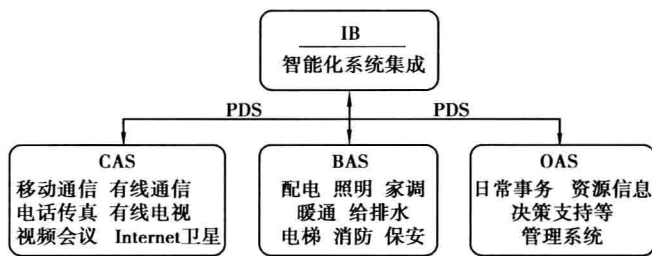 IB
智能化系统集成
PDS PDS
CAS
移动通信 有线通信
电话传真 有线电视
视频会议 Internet卫星
BAS
配电 照明 家调
暖通 给排水
电梯 消防 保安
OAS
日常事务 资源信息
决策支持等
管理系统